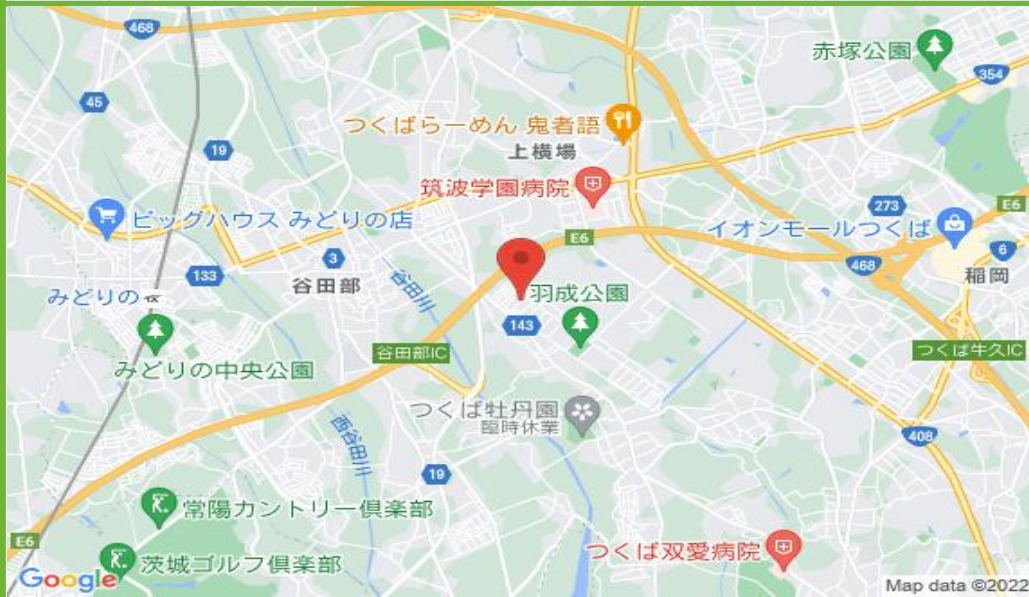 468
赤塚公園
354
45
つくばらーめん 鬼者語
上横場
19
筑波学園病院
E6
273
ビッグハウス みどりの店
イオンモールつくば
E6
6
468
3
133
谷田部
谷田川
稲岡
みどりの
羽成公園
143
谷田部IC
つくば牛久IC
みどりの中央公園
つくば牡丹園
臨時休業
西谷田川
408
19
常陽カントリー倶楽部
E6
つくば双愛病院
茨城ゴルフ倶楽部
Google
Map data ©2022